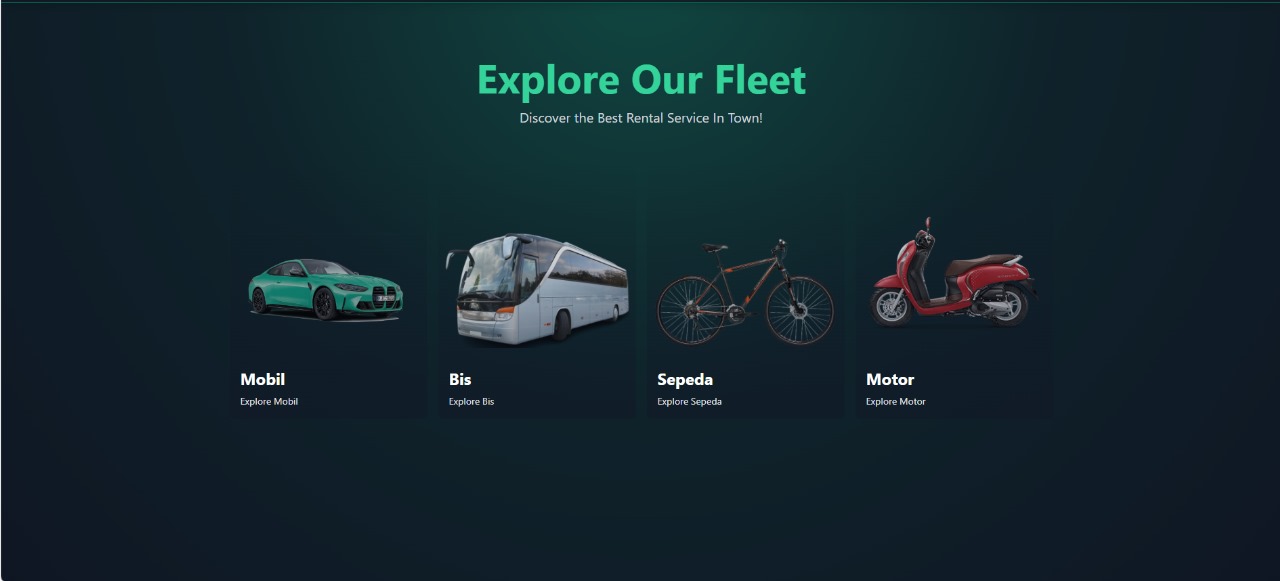 Explore Our Fleet
Discover the Best Rental Service In Town!
Mobil
Explore Mobil
Bis
Explore Bis
Sepeda
Explore Sepeda
Motor
Explore Motor